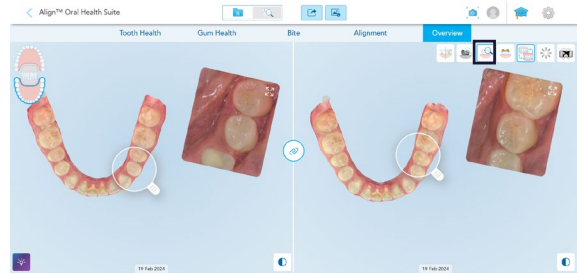 Align™ Oral Health Suite
Tooth Health Gum Health Bite Alignment Overview
19 Feb 2024 19 Feb 2024